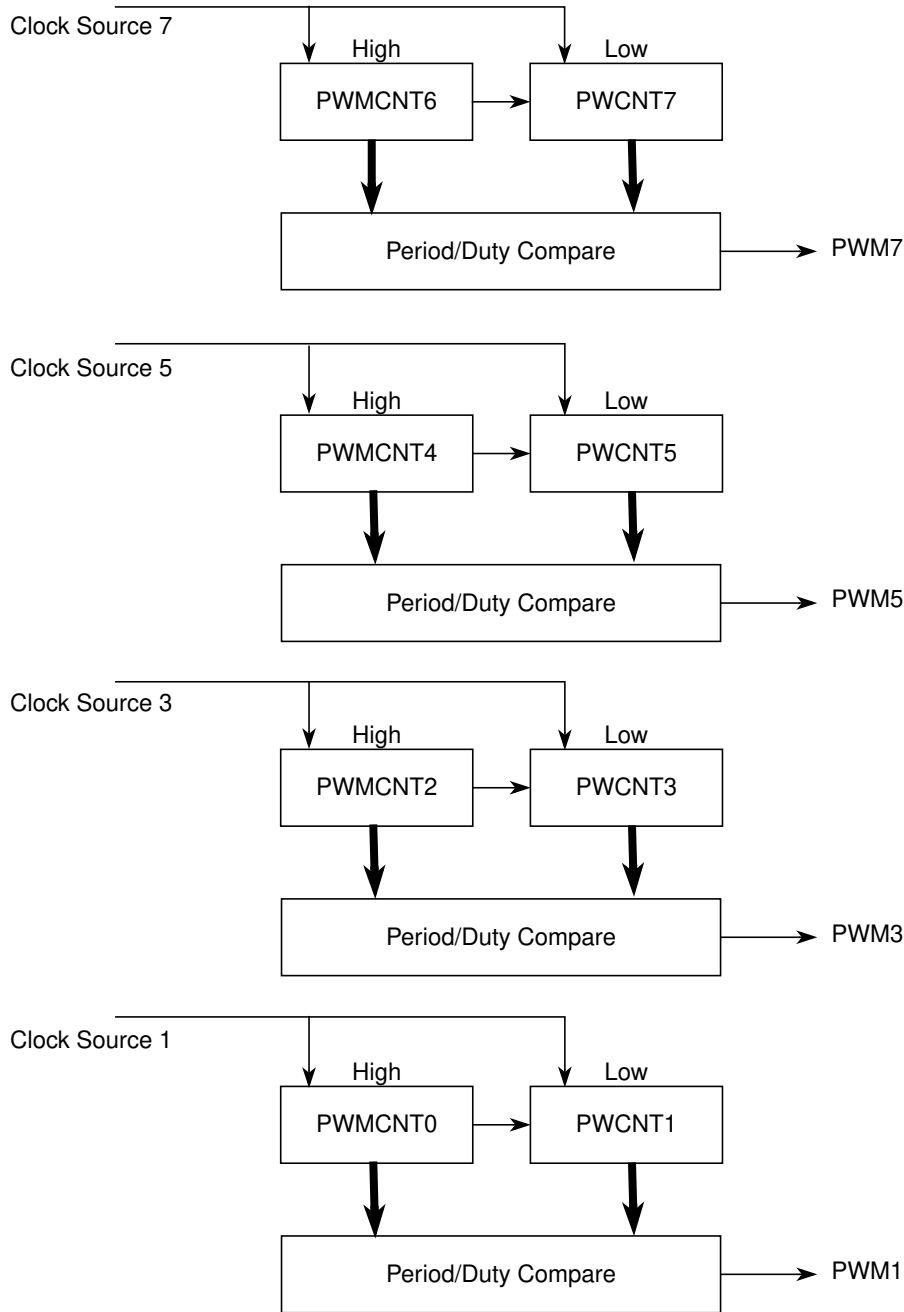 Clock Source 7
High
Low
PWMCNT6
PWCNT7
Period/Duty Compare
PWM7
Clock Source 5
High
Low
PWMCNT4
PWCNT5
Period/Duty Compare
PWM5
Clock Source 3
High
Low
PWMCNT2
PWCNT3
Period/Duty Compare
PWM3
Clock Source 1
High
Low
PWMCNT0
PWCNT1
Period/Duty Compare
PWM1